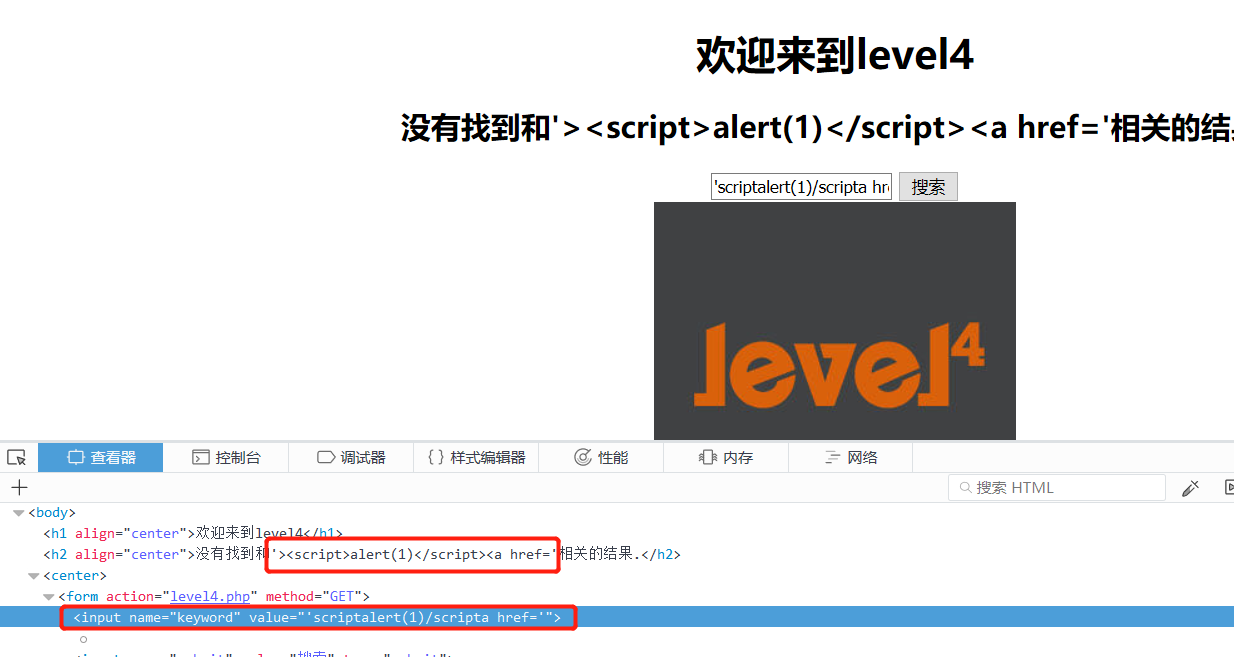 欢迎来到level4
没有找到和'><script>alert(1)</script><a href='相关的结
'scriptalert(1)/scripta hr 搜索
level4
查看器 控制台 调试器 {} 样式编辑器 性能 内存 网络
+ 搜索 HTML
<body>
<h1 align="center">欢迎来到level4</h1>
<h2 align="center">没有找到和'><script>alert(1)</script><a href='相关的结果.</h2>
<center>
<form action="level4.php" method="GET">
<input name="keyword" value="'scriptalert(1)/scripta href='">